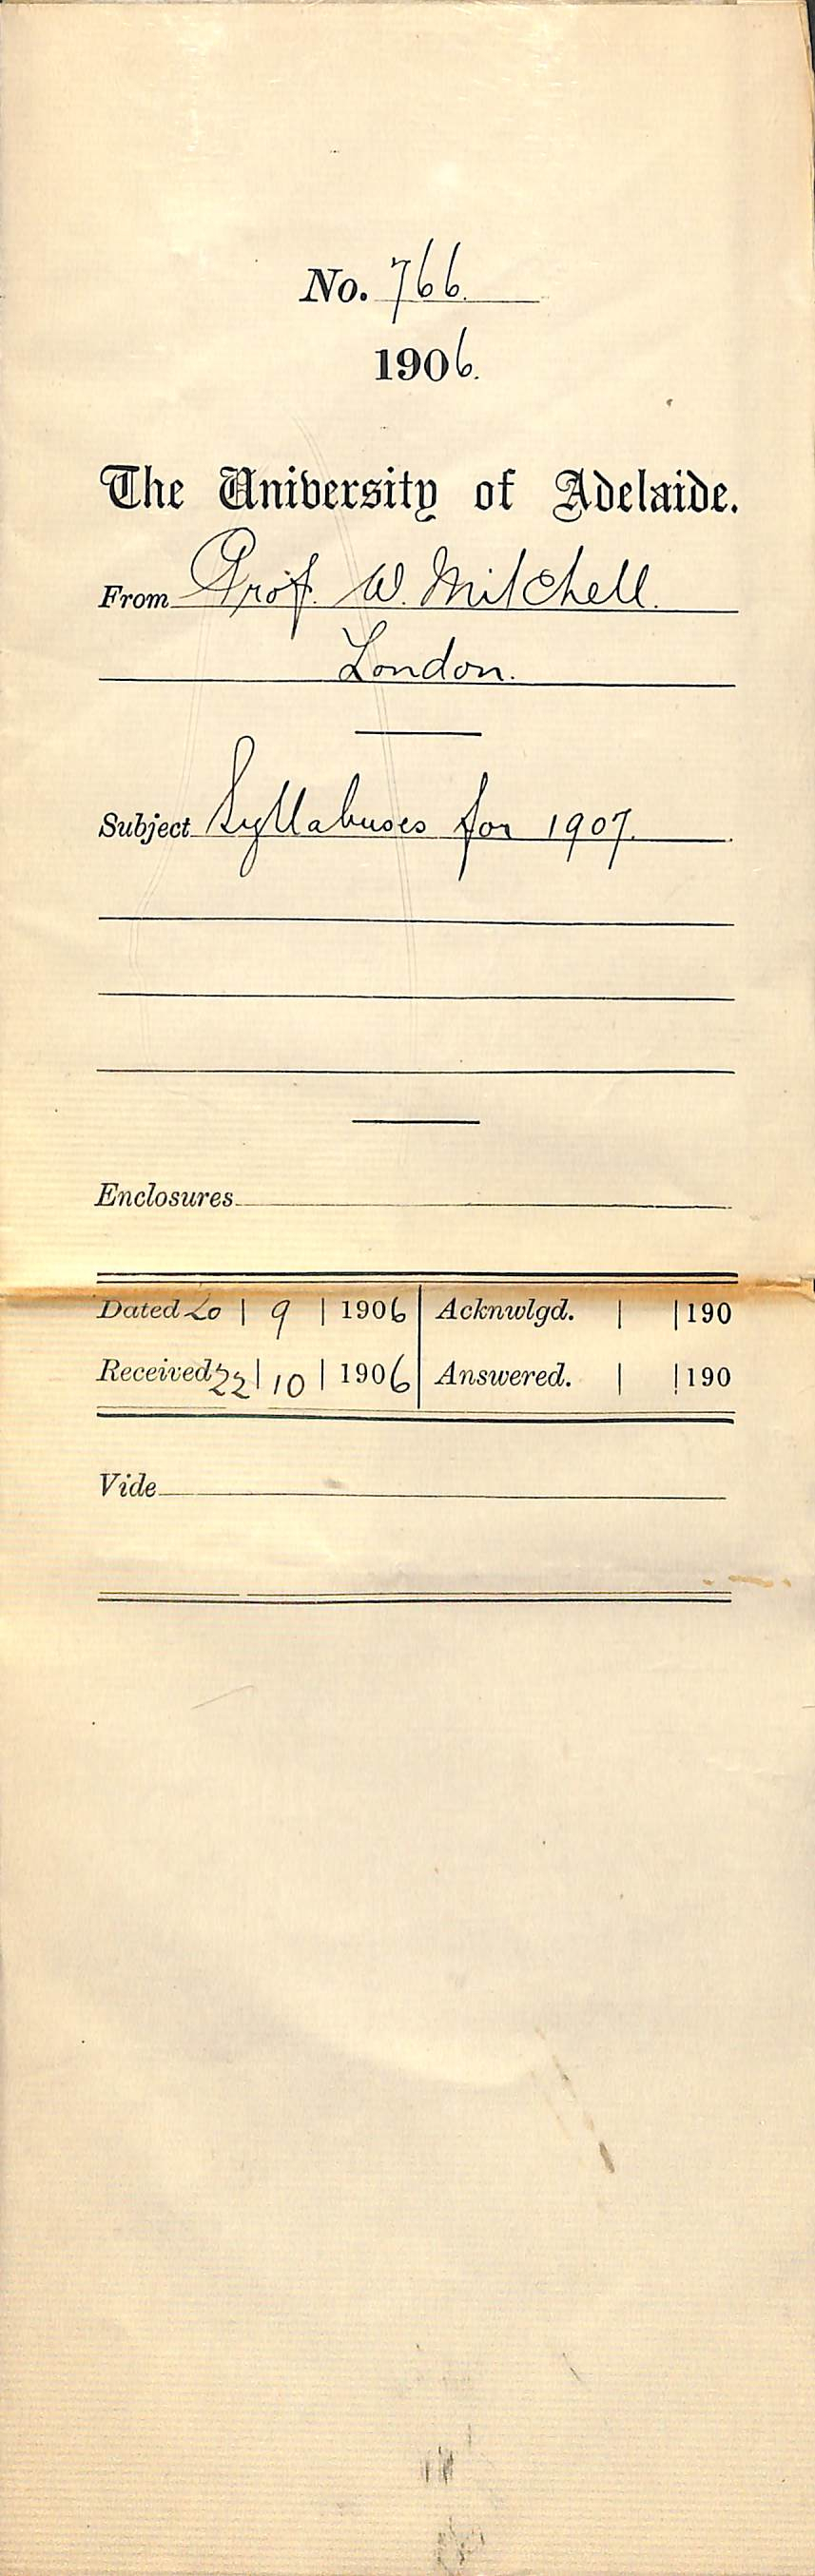 No. 766.
1906.
The University of Adelaide.
From Prof. W. Mitchell.
London.
Subject Syllabuses for 1907.
Enclosures
Dated 20 | 9 | 1906 | Acknwlgd. | | 190
Received 22 | 10 | 1906 | Answered. | | 190
Vide